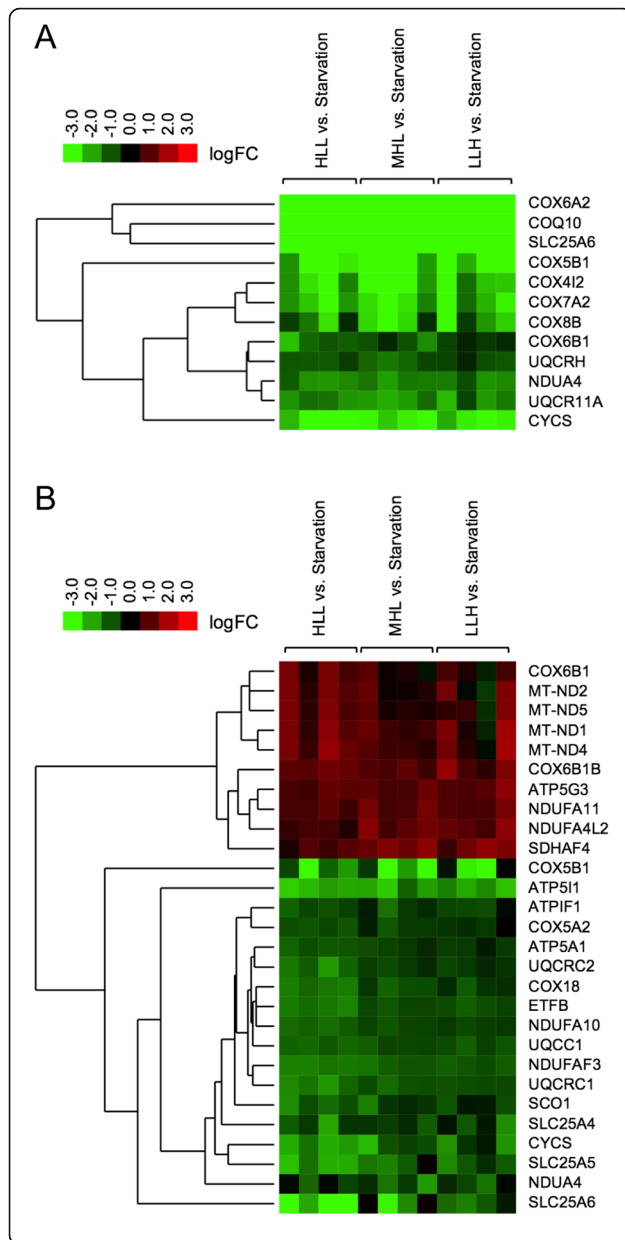 A
-3.0
-2.0
-1.0
0.0
1.0
2.0
3.0
logFC
HLL vs. Starvation
MHL vs. Starvation
LLH vs. Starvation
COX6A2
COQ10
SLC25A6
COX5B1
COX4I2
COX7A2
COX8B
COX6B1
UQCRH
NDUA4
UQCR11A
CYCS
B
-3.0
-2.0
-1.0
0.0
1.0
2.0
3.0
logFC
HLL vs. Starvation
MHL vs. Starvation
LLH vs. Starvation
COX6B1
MT-ND2
MT-ND5
MT-ND1
MT-ND4
COX6B1B
ATP5G3
NDUFA11
NDUFA4L2
SDHAF4
COX5B1
ATP5I1
ATPIF1
COX5A2
ATP5A1
UQCRC2
COX18
ETFB
NDUFA10
UQCC1
NDUFAF3
UQCRC1
SCO1
SLC25A4
CYCS
SLC25A5
NDUA4
SLC25A6